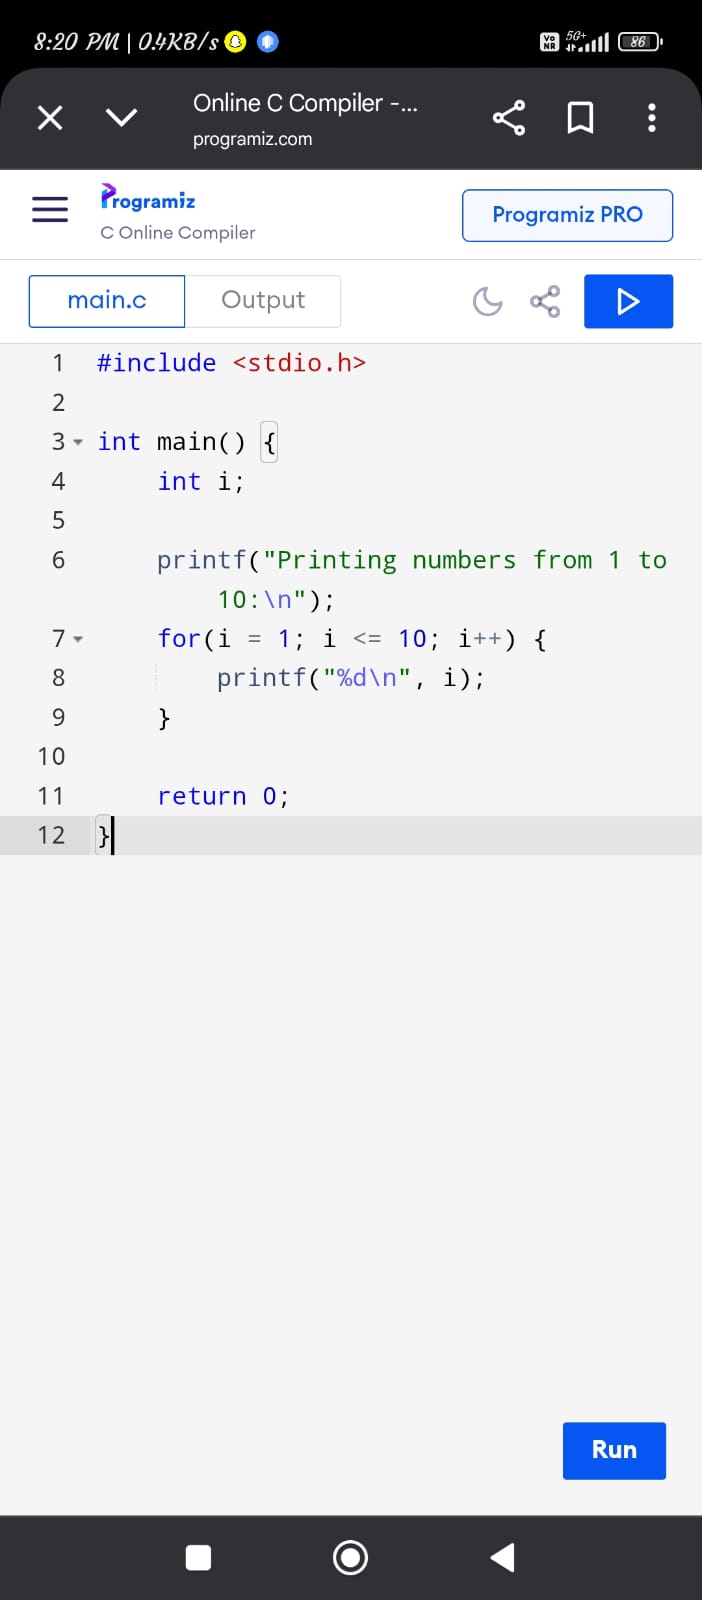 8:20 PM | 0.4KB/s
Vo NR 5G+ 86
Online C Compiler -...
programiz.com
Programiz
C Online Compiler
Programiz PRO
main.c Output
1 #include <stdio.h>
2
3 int main() {
4 int i;
5
6 printf("Printing numbers from 1 to
10:\n");
7 for(i = 1; i <= 10; i++) {
8 printf("%d\n", i);
9 }
10
11 return 0;
12 }
Run